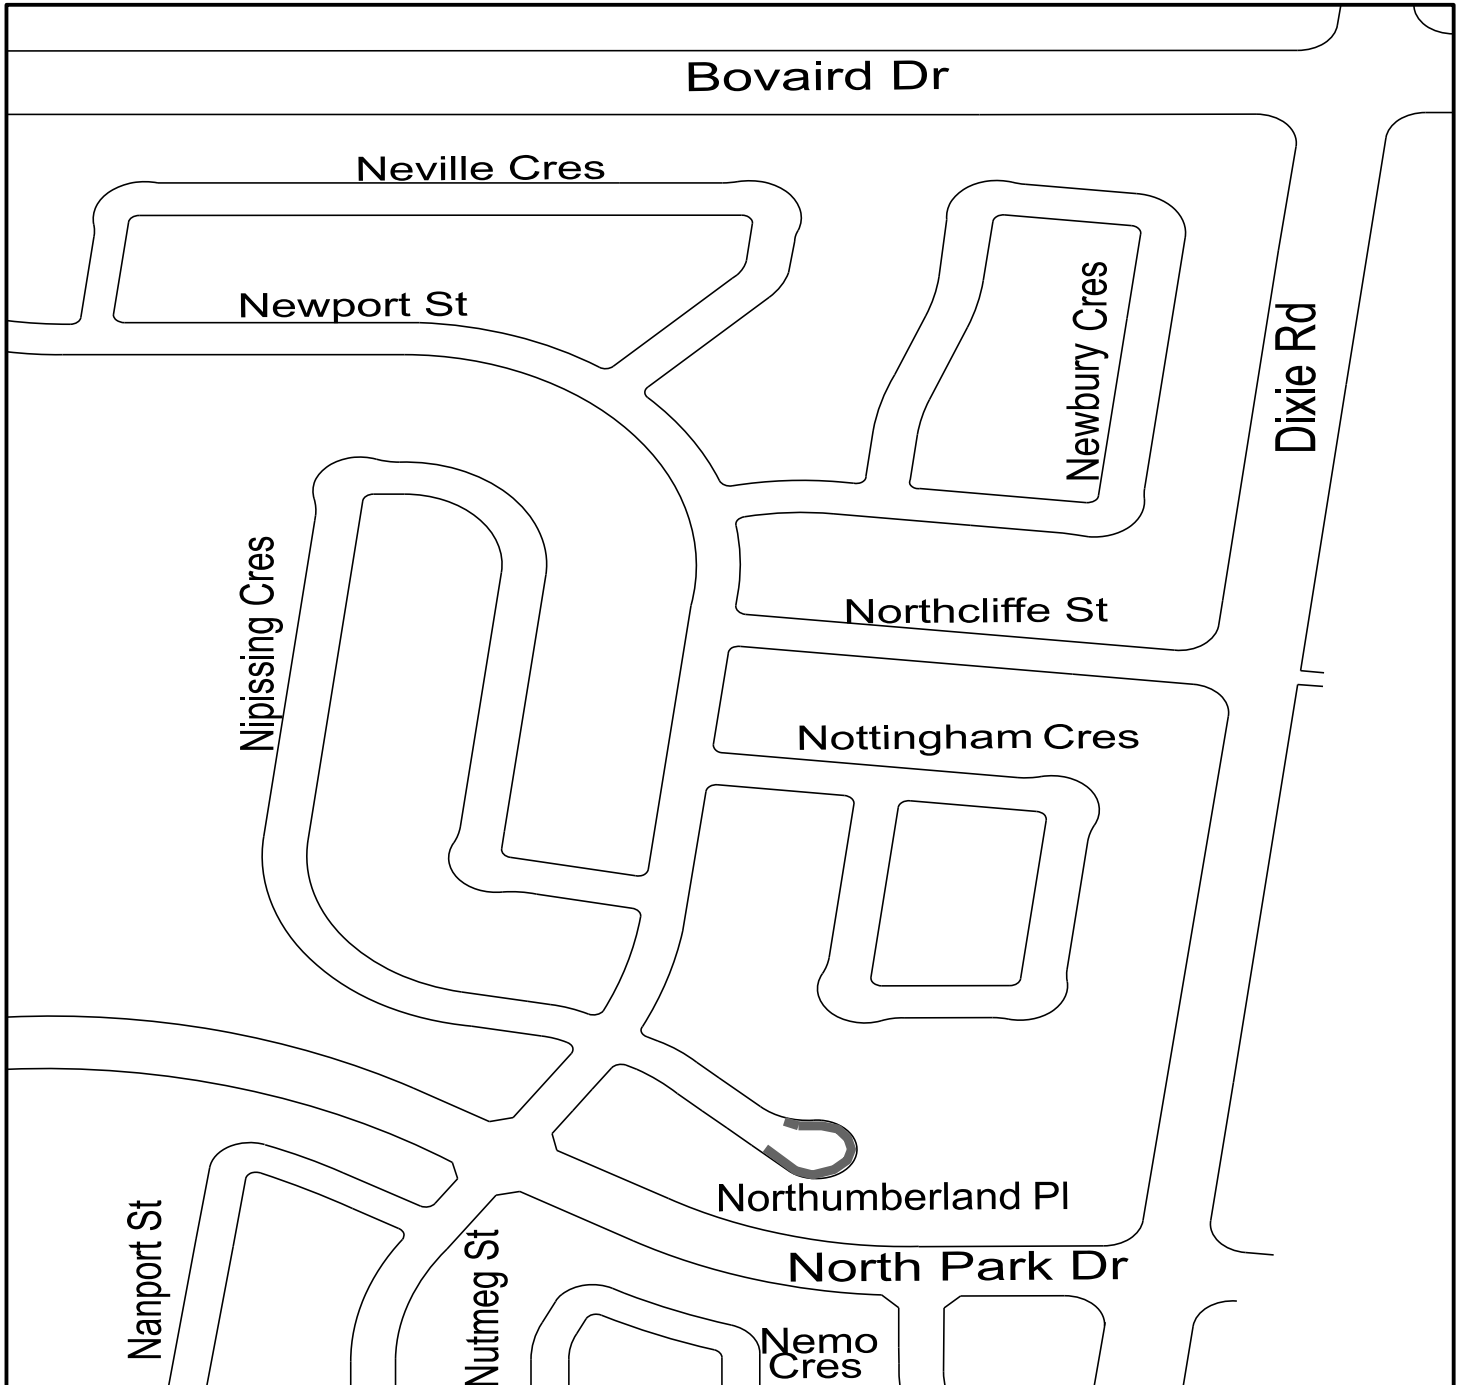 Bovaird Dr
Neville Cres
Newport St
Newbury Cres
Dixie Rd
Nipissing Cres
Northcliffe St
Nottingham Cres
Northumberland Pl
Nanport St
Nutmeg St
North Park Dr
Nemo
Cres